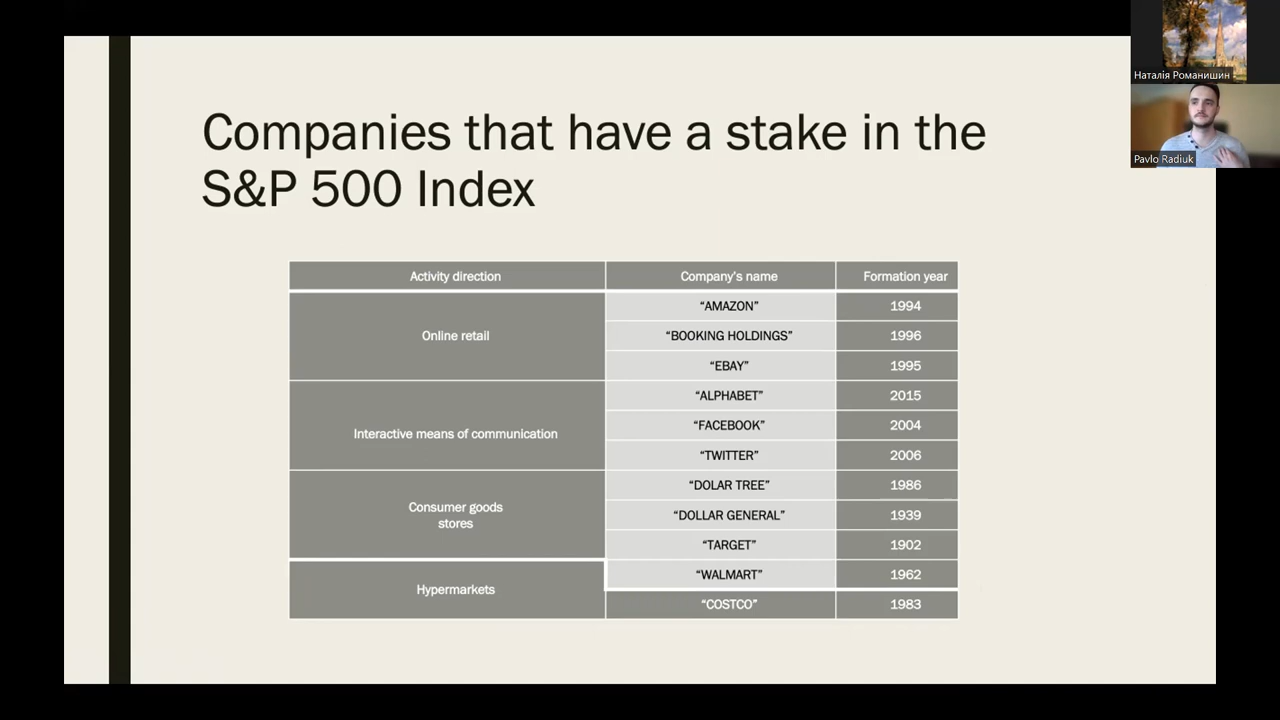 Наталія Романишин
Pavlo Radiuk
Companies that have a stake in the
S&P 500 Index
Activity direction Company's name Formation year
Online retail
“AMAZON” 1994
“BOOKING HOLDINGS” 1996
“EBAY” 1995
Interactive means of communication
“ALPHABET” 2015
“FACEBOOK” 2004
“TWITTER” 2006
Consumer goods
stores
“DOLAR TREE” 1986
“DOLLAR GENERAL” 1939
“TARGET” 1902
Hypermarkets
“WALMART” 1962
“COSTCO” 1983